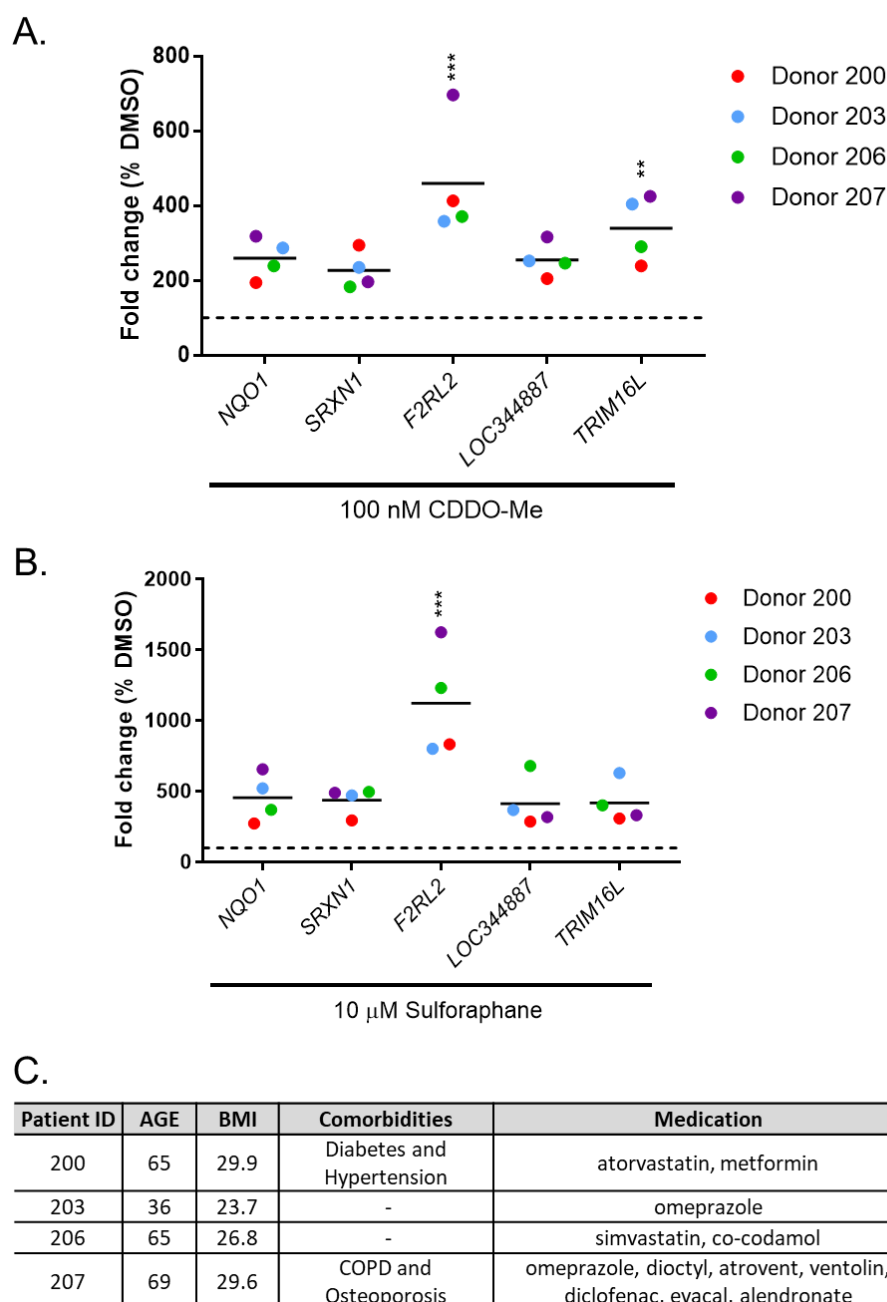 A.
Fold change (% DMSO)
800
600
400
200
0
***
**
NQO1
SRXN1
F2RL2
LOC344887
TRIM16L
100 nM CDDO-Me
Donor 200
Donor 203
Donor 206
Donor 207
B.
Fold change (% DMSO)
2000
1500
1000
500
0
***
NQO1
SRXN1
F2RL2
LOC344887
TRIM16L
10 μM Sulforaphane
Donor 200
Donor 203
Donor 206
Donor 207
C.
Patient ID AGE BMI Comorbidities Medication
200 65 29.9 Diabetes and Hypertension atorvastatin, metformin
203 36 23.7 - omeprazole
206 65 26.8 - simvastatin, co-codamol
207 69 29.6 COPD and Osteoporosis omeprazole, dioctyl, atrovent, ventolin, diclofenac, evacal, alendronate